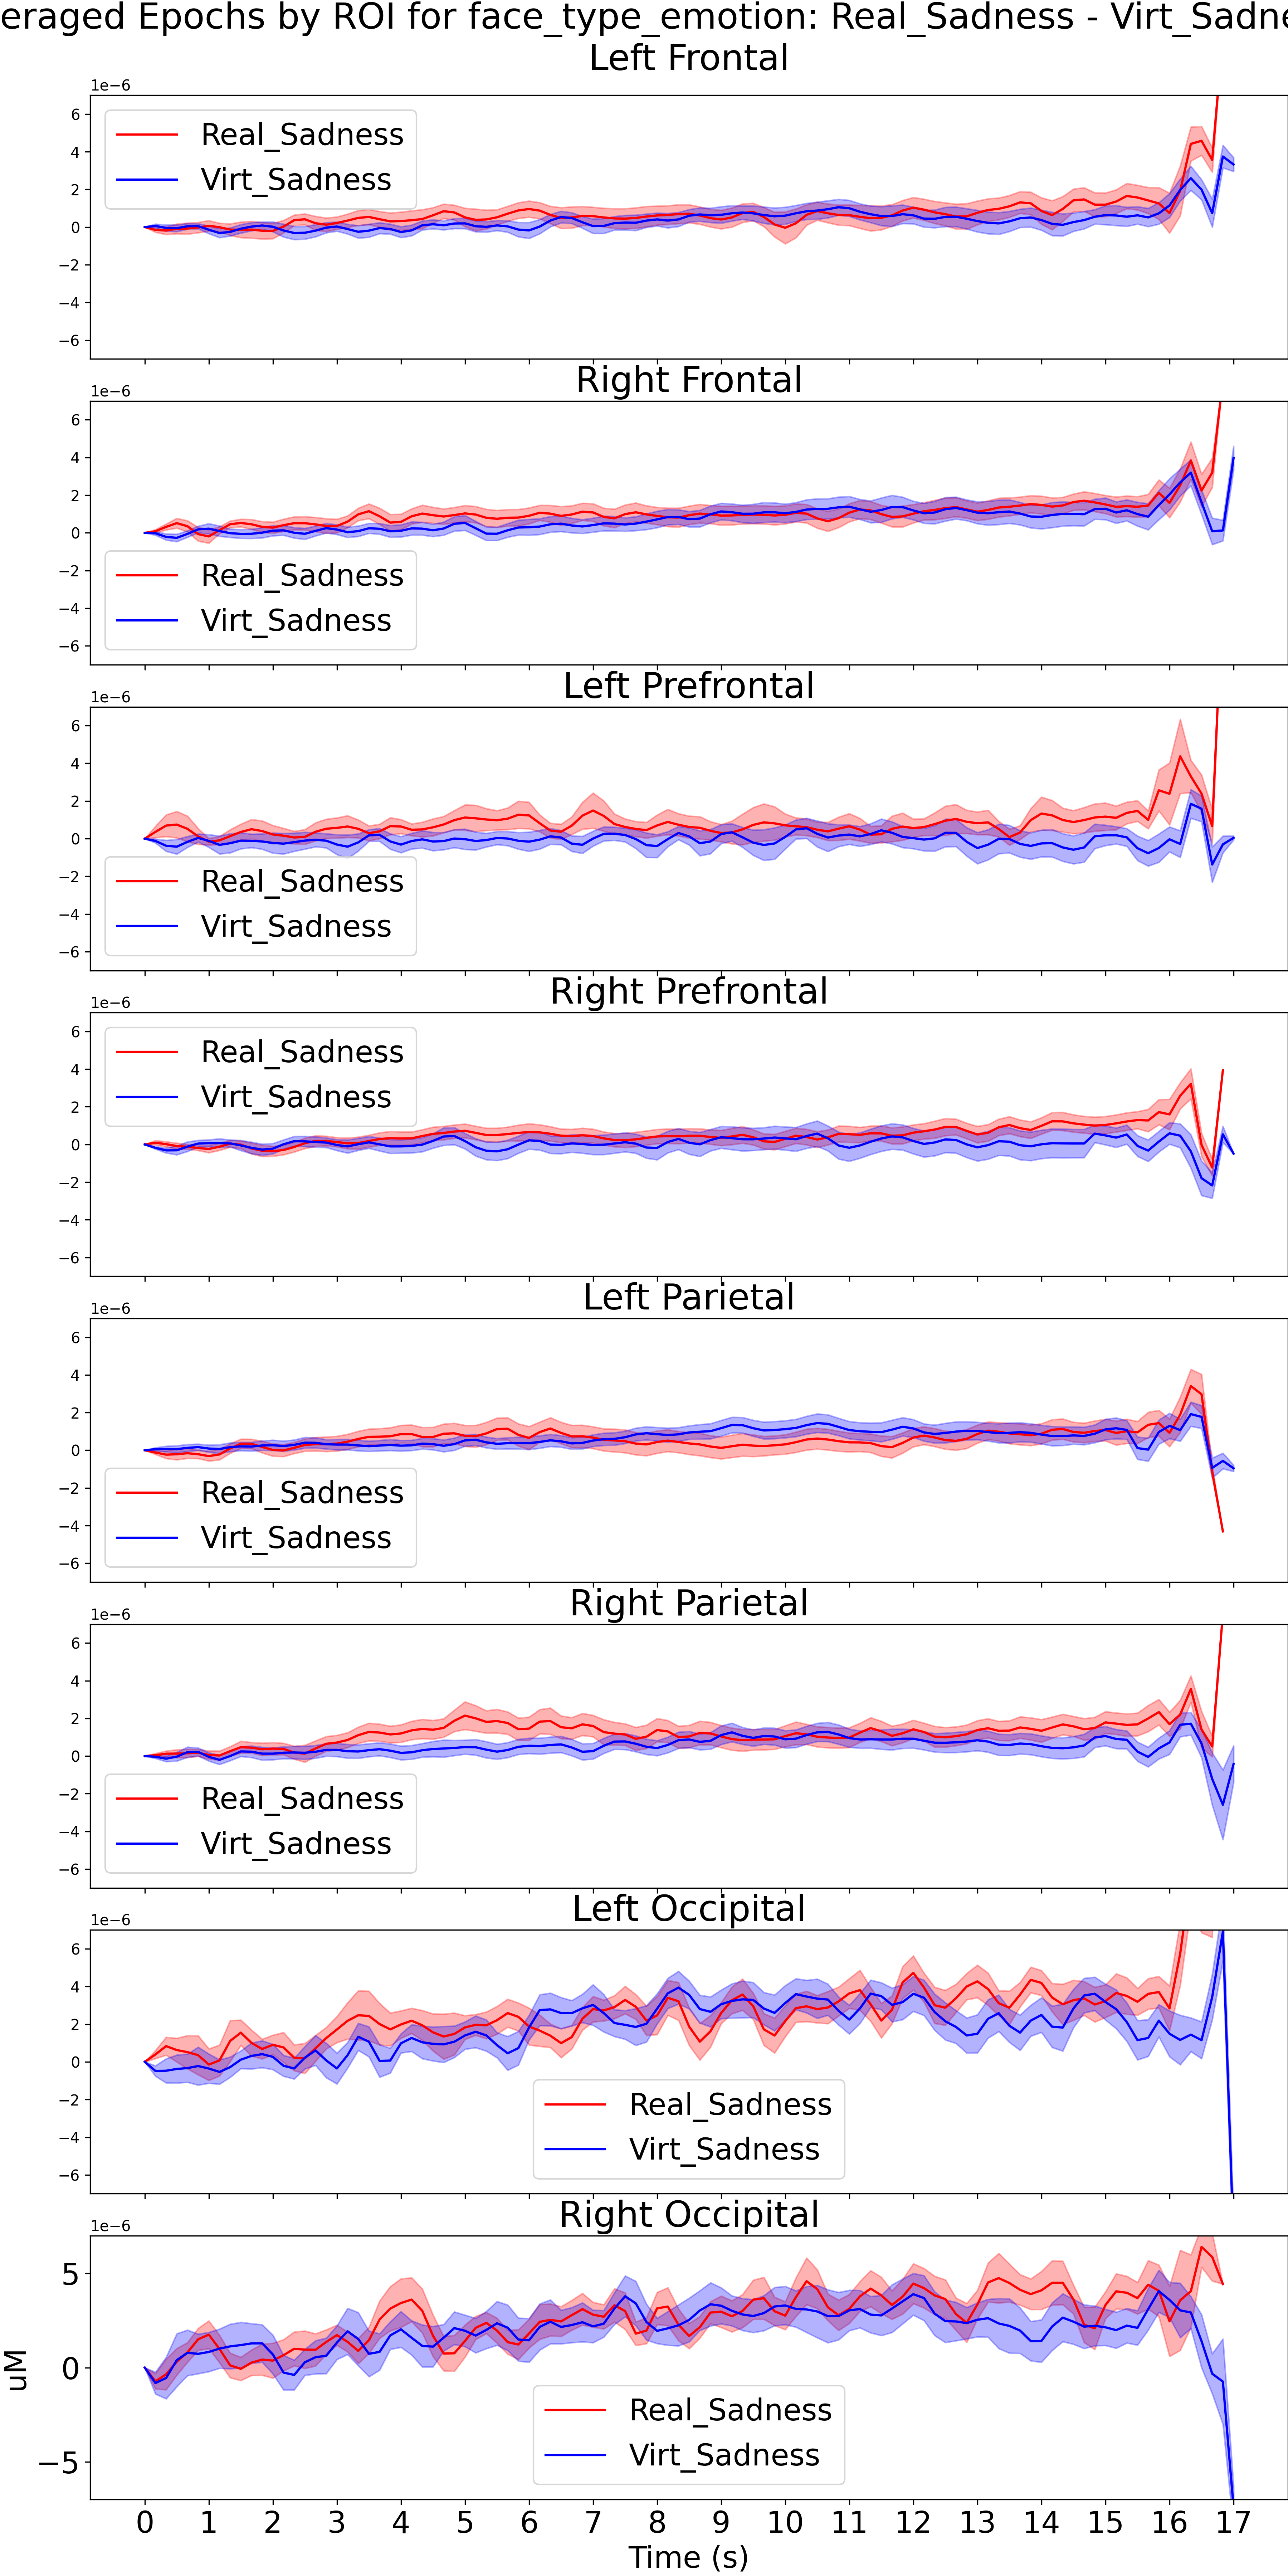 eraged Epochs by ROI for face_type_emotion: Real_Sadness - Virt_Sadne
Left Frontal
1e−6
6
4
2
0
−2
−4
−6
Real_Sadness
Virt_Sadness
Right Frontal
1e−6
6
4
2
0
−2
−4
−6
Real_Sadness
Virt_Sadness
Left Prefrontal
1e−6
6
4
2
0
−2
−4
−6
Real_Sadness
Virt_Sadness
Right Prefrontal
1e−6
6
4
2
0
−2
−4
−6
Real_Sadness
Virt_Sadness
Left Parietal
1e−6
6
4
2
0
−2
−4
−6
Real_Sadness
Virt_Sadness
Right Parietal
1e−6
6
4
2
0
−2
−4
−6
Real_Sadness
Virt_Sadness
Left Occipital
1e−6
6
4
2
0
−2
−4
−6
Real_Sadness
Virt_Sadness
Right Occipital
1e−6
5
0
−5
uM
Real_Sadness
Virt_Sadness
0 1 2 3 4 5 6 7 8 9 10 11 12 13 14 15 16 17
Time (s)